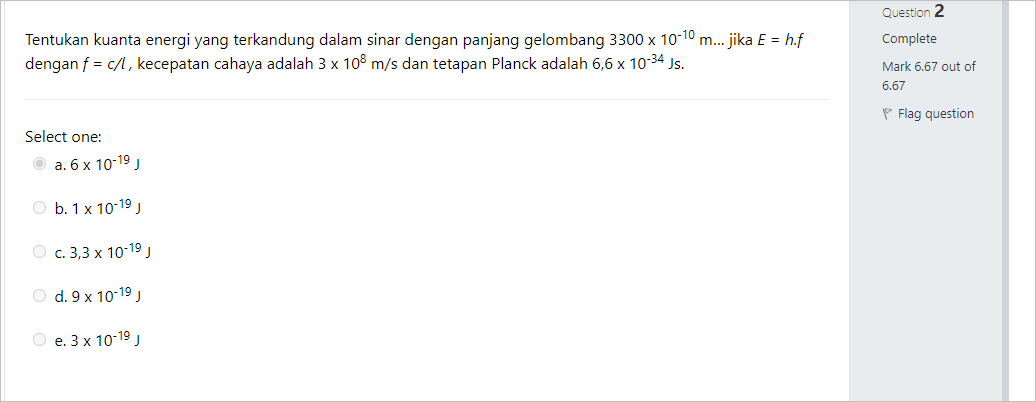 Tentukan kuanta energi yang terkandung dalam sinar dengan panjang gelombang 3300 x 10⁻¹⁰ m... jika E = h.f
dengan f = c/l , kecepatan cahaya adalah 3 x 10⁸ m/s dan tetapan Planck adalah 6,6 x 10⁻³⁴ Js.
Select one:
a. 6 x 10⁻¹⁹ J
b. 1 x 10⁻¹⁹ J
c. 3,3 x 10⁻¹⁹ J
d. 9 x 10⁻¹⁹ J
e. 3 x 10⁻¹⁹ J
Question 2
Complete
Mark 6.67 out of
6.67
Flag question